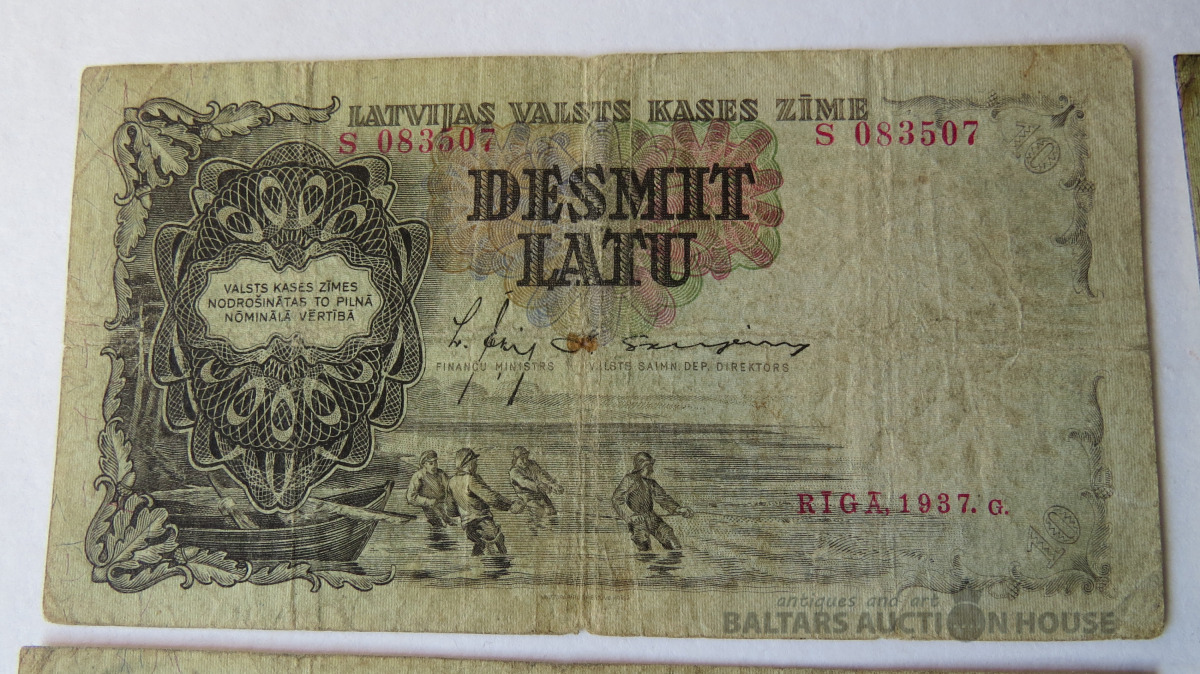 LATVIJAS VALSTS KASES ZĪME
S 083507
S 083507
10
DESMIT
LATU
VALSTS KASES ZĪMES
NODROŠINĀTAS TO PILNĀ
NŌMINĀLĀ VĒRTĪBĀ
FINANČU MINISTRS
VALSTS SAIMN. DEP. DIREKTORS
RĪGĀ, 1937. G.
10
antiques and art
BALTARS AUCTION HOUSE